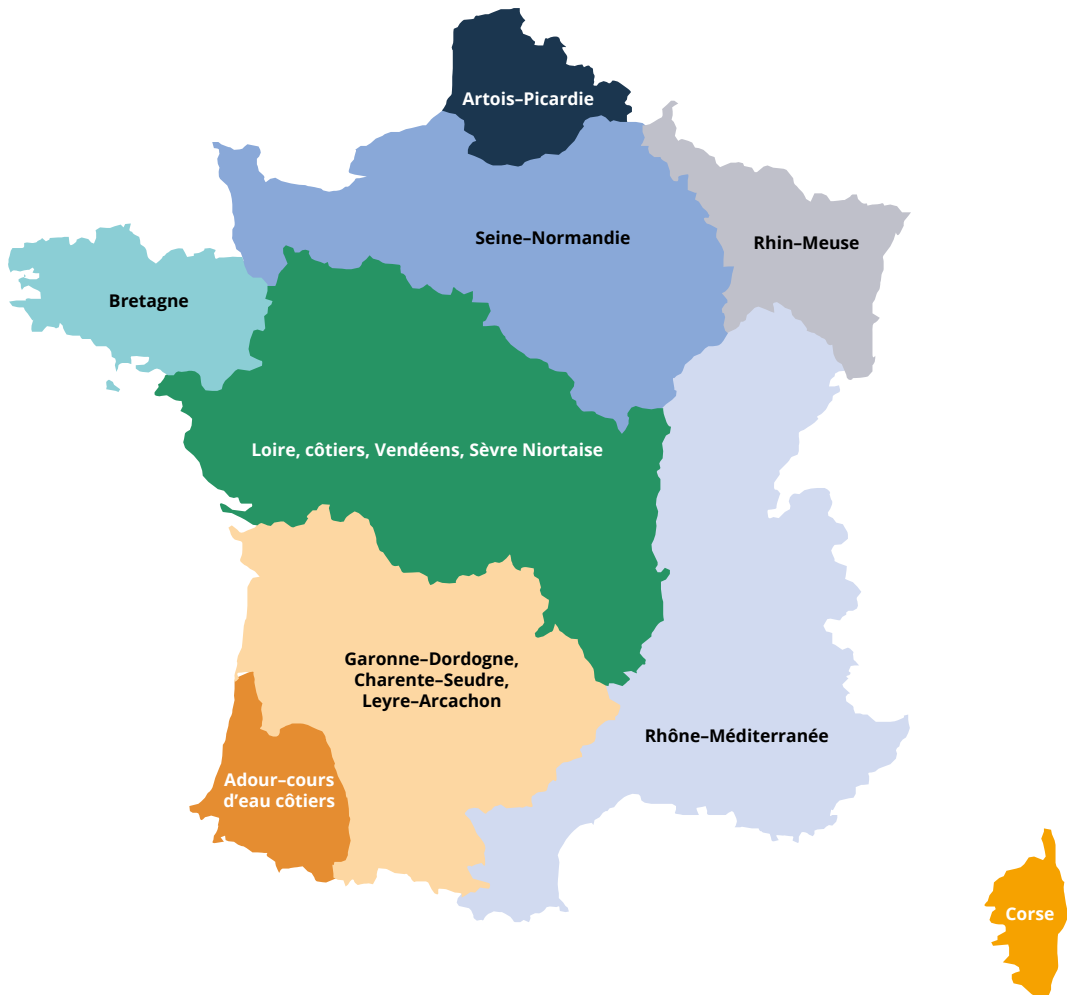 Artois–Picardie
Seine–Normandie
Rhin–Meuse
Bretagne
Loire, côtiers, Vendéens, Sèvre Niortaise
Garonne–Dordogne,
Charente–Seudre,
Leyre–Arcachon
Rhône–Méditerranée
Adour–cours
d’eau côtiers
Corse